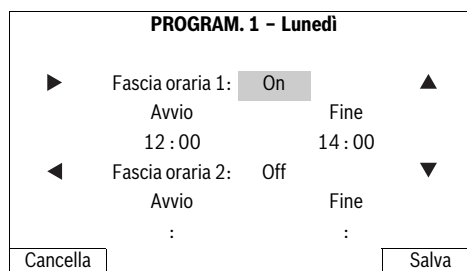 PROGRAM. 1 – Lunedì
▶ Fascia oraria 1: On ▲
Avvio Fine
12:00 14:00
◀ Fascia oraria 2: Off ▼
Avvio Fine
: :
Cancella Salva